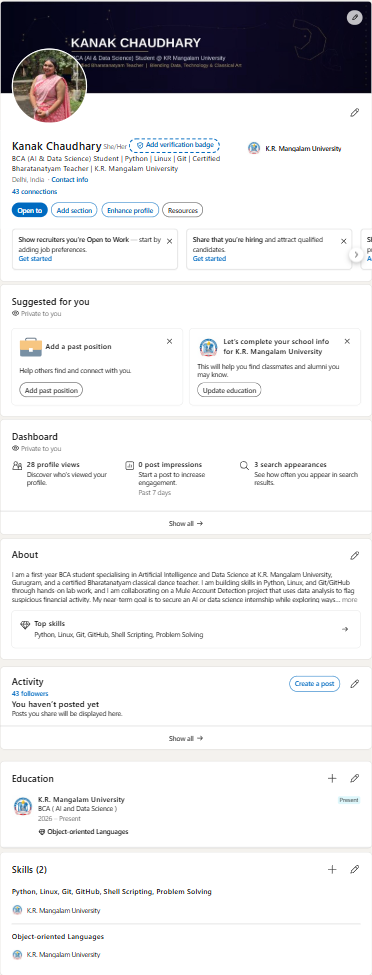 KANAK CHAUDHARY
BCA (AI & Data Science) Student @ KR Mangalam University
Bharatanatyam Teacher | Blending Data, Technology & Classical Art
Kanak Chaudhary She/Her Add verification badge
K.R. Mangalam University
BCA (AI & Data Science) Student | Python | Linux | Git | Certified
Bharatanatyam Teacher | K.R. Mangalam University
Delhi, India · Contact info
43 connections
Open to
Add section
Enhance profile
Resources
Show recruiters you're Open to Work — start by
adding job preferences.
Get started
Share that you're hiring and attract qualified
candidates.
Get started
Suggested for you
Private to you
Add a past position
Help others find and connect with you.
Add past position
Let's complete your school info
for K.R. Mangalam University
This will help you find classmates and alumni you
may know.
Update education
Dashboard
Private to you
28 profile views
Discover who's viewed your
profile.
0 post impressions
Start a post to increase
engagement.
Past 7 days
3 search appearances
See how often you appear in search
results.
Show all →
About
I am a first-year BCA student specialising in Artificial Intelligence and Data Science at K.R. Mangalam University,
Gurugram, and a certified Bharatanatyam classical dance teacher. I am building skills in Python, Linux, and Git/GitHub
through hands-on lab work, and I am collaborating on a Mule Account Detection project that uses data analysis to flag
suspicious financial activity. My near-term goal is to secure an AI or data science internship while exploring ways... more
Top skills
Python, Linux, Git, GitHub, Shell Scripting, Problem Solving
Activity
43 followers
Create a post
You haven't posted yet
Posts you share will be displayed here.
Show all →
Education
K.R. Mangalam University
BCA ( AI and Data Science )
2026 - Present
Present
Object-oriented Languages
Skills (2)
Python, Linux, Git, GitHub, Shell Scripting, Problem Solving
K.R. Mangalam University
Object-oriented Languages
K.R. Mangalam University